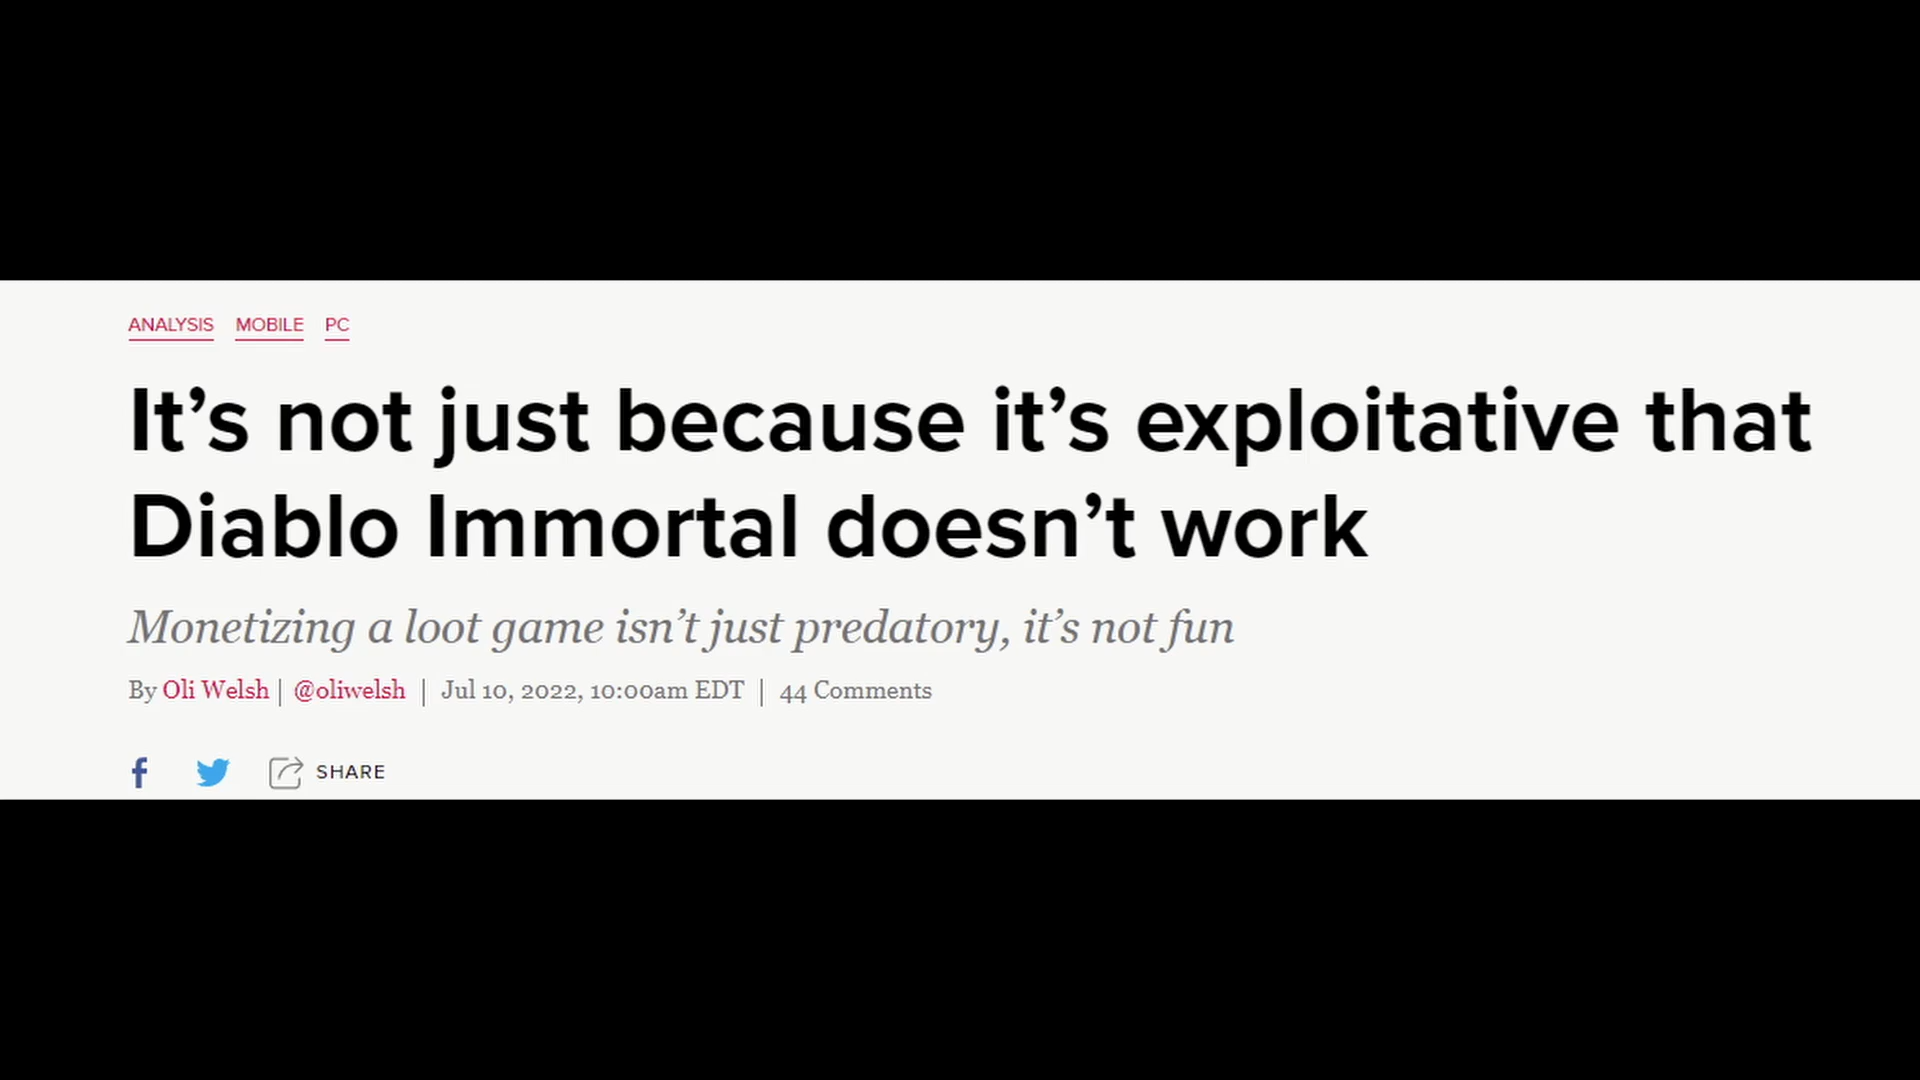 ANALYSIS MOBILE PC
It’s not just because it’s exploitative that
Diablo Immortal doesn’t work
Monetizing a loot game isn’t just predatory, it’s not fun
By Oli Welsh | @oliwelsh | Jul 10, 2022, 10:00am EDT | 44 Comments
SHARE